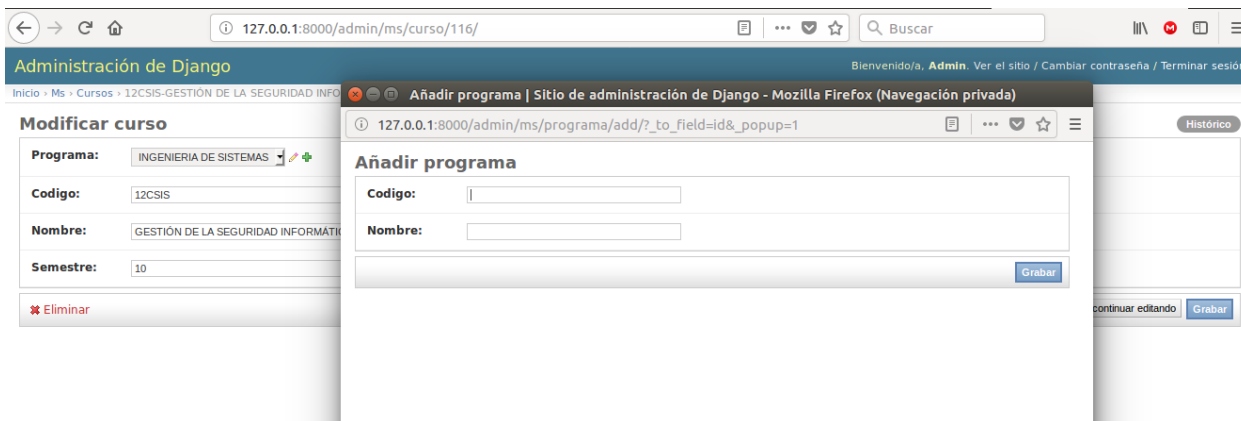 127.0.0.1:8000/admin/ms/curso/116/
Buscar
Administración de Django
Bienvenido/a, Admin. Ver el sitio / Cambiar contraseña / Terminar sesión
Inicio › Ms › Cursos › 12CSIS-GESTIÓN DE LA SEGURIDAD INFO
Modificar curso
Histórico
Programa: INGENIERIA DE SISTEMAS
Codigo: 12CSIS
Nombre: GESTIÓN DE LA SEGURIDAD INFORMÁTI
Semestre: 10
Eliminar
continuar editando Grabar
Añadir programa | Sitio de administración de Django - Mozilla Firefox (Navegación privada)
127.0.0.1:8000/admin/ms/programa/add/?_to_field=id&_popup=1
Añadir programa
Codigo:
Nombre:
Grabar